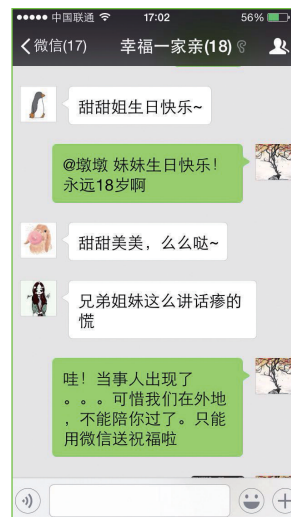 中国联通 17:02 56%
微信(17) 幸福一家亲(18)
甜甜姐生日快乐~
@墩墩 妹妹生日快乐！
永远18岁啊
甜甜美美，么么哒~
兄弟姐妹这么讲话瘆的
慌
哇！当事人出现了
。。。可惜我们在外地
，不能陪你过了。只能
用微信送祝福啦